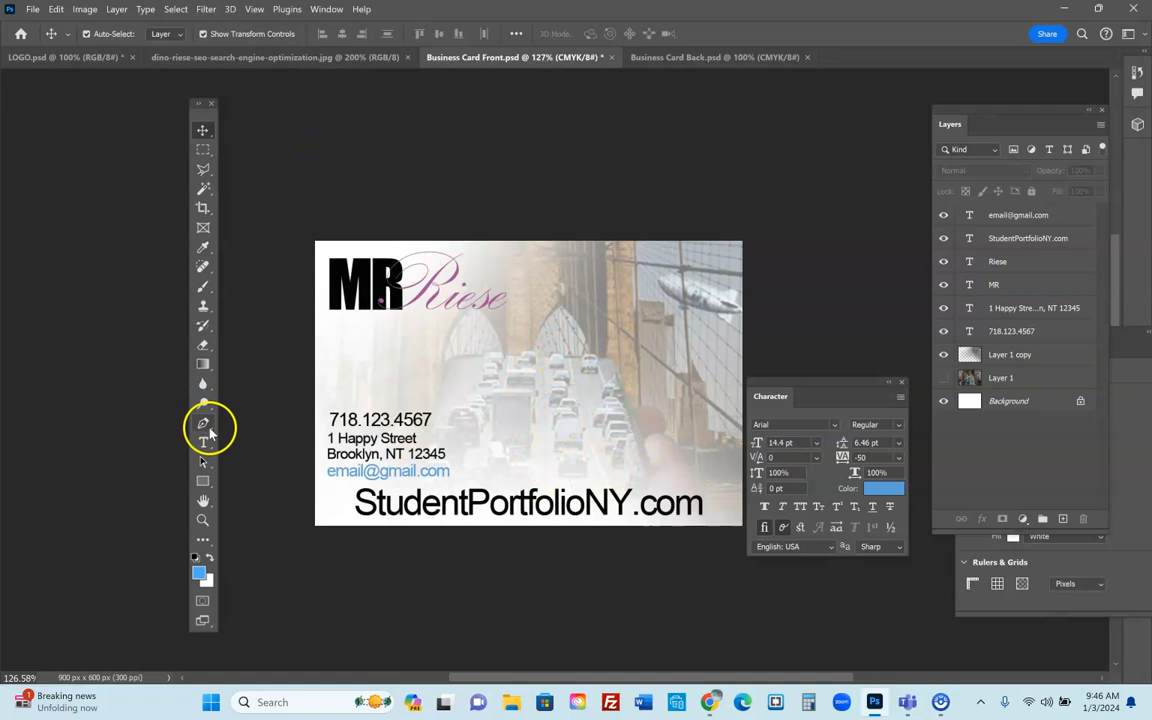 Ps File Edit Image Layer Type Select Filter 3D View Plugins Window Help
Auto-Select: Layer Show Transform Controls ••• 3D Mode: Share
LOGO.psd @ 100% (RGB/8#) * × dino-riese-seo-search-engine-optimization.jpg @ 200% (RGB/8) × Business Card Front.psd @ 127% (CMYK/8#) * × Business Card Back.psd @ 100% (CMYK/8#) ×
Layers
Kind
Normal Opacity: 100%
Lock: Fill: 100%
email@gmail.com
StudentPortfolioNY.com
Riese
MR
1 Happy Stre...n, NT 12345
718.123.4567
Layer 1 copy
Layer 1
Background
MR Riese
718.123.4567
1 Happy Street
Brooklyn, NT 12345
email@gmail.com
StudentPortfolioNY.com
Character
Arial Regular
14.4 pt 6.46 pt
0 -50
100% 100%
0 pt Color:
English: USA Sharp
Fill White
Rulers & Grids
Pixels
126.58% 900 px x 600 px (300 ppi)
1
Breaking news
Unfolding now
Search
PRE
9:46 AM
1/3/2024